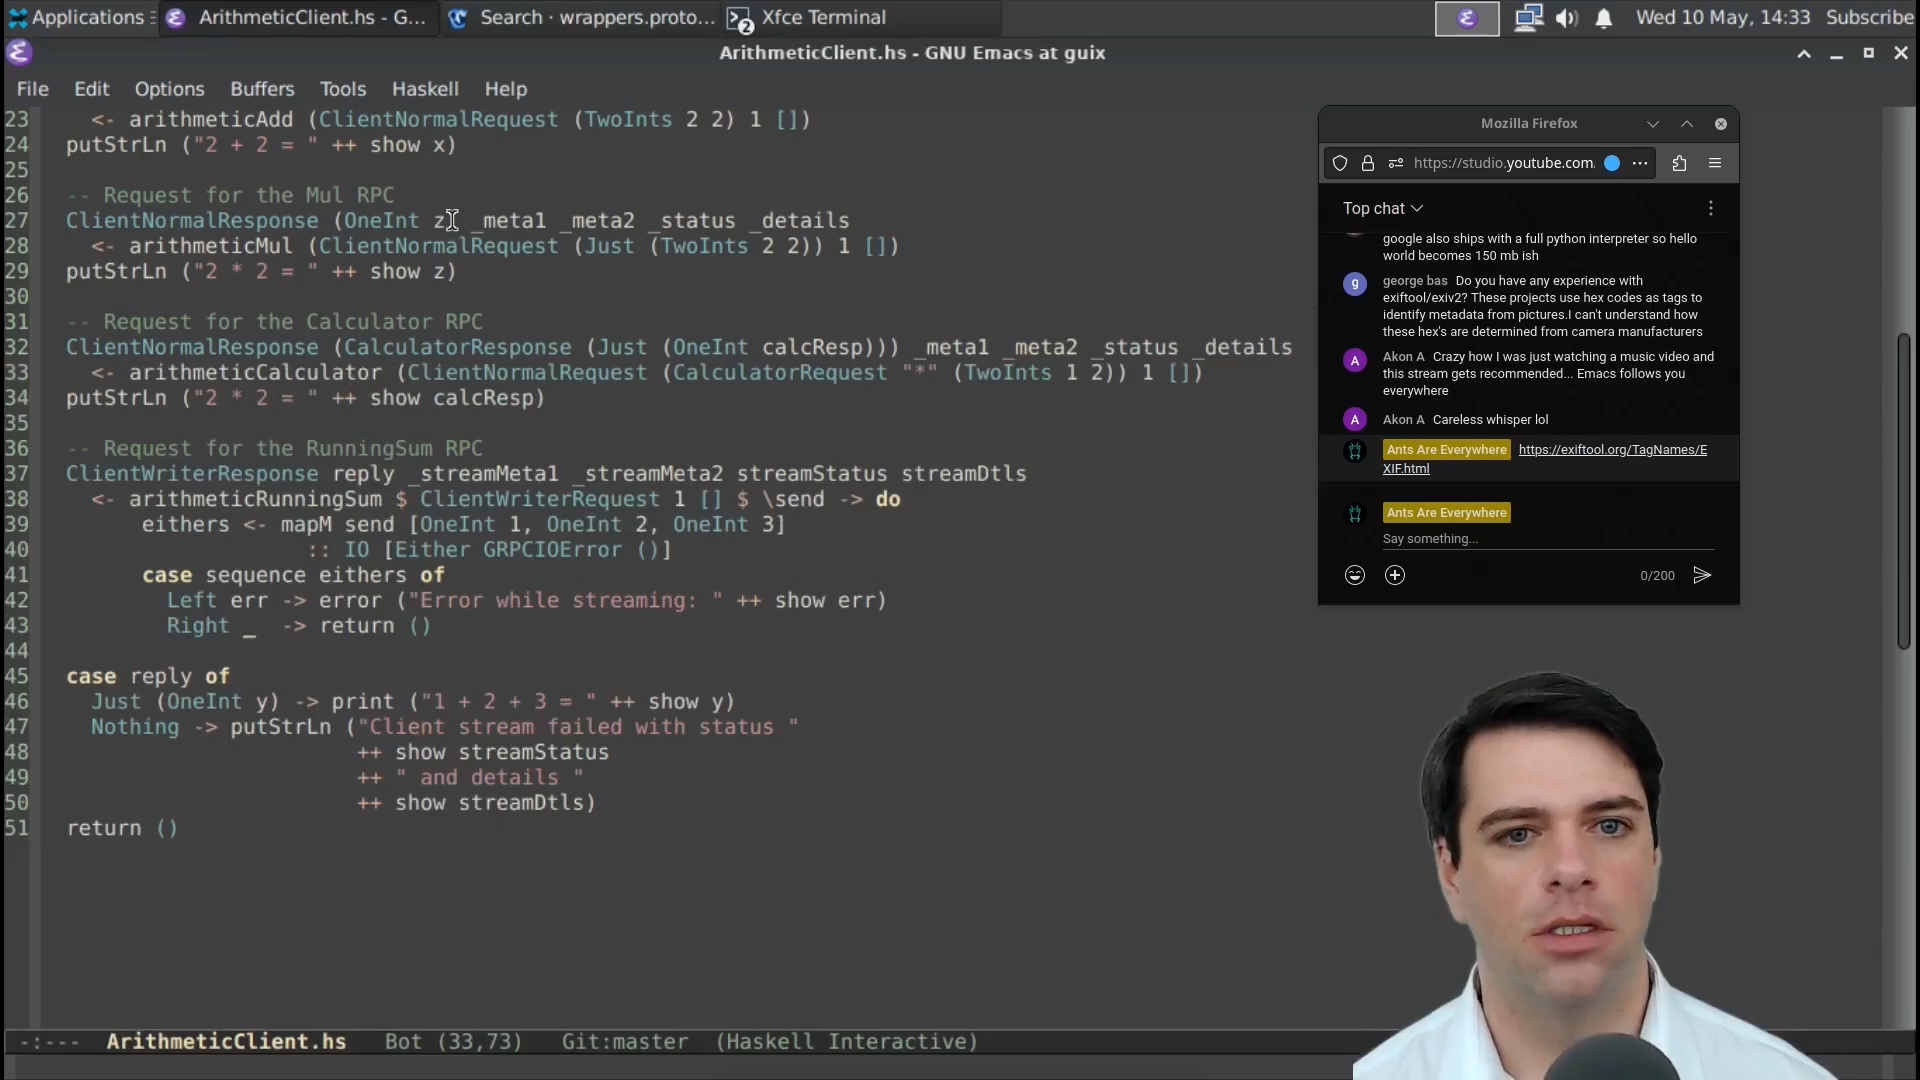 Applications
ArithmeticClient.hs - G...
Search · wrappers.proto...
2
Xfce Terminal
Wed 10 May, 14:33
Subscribe
ArithmeticClient.hs - GNU Emacs at guix
File Edit Options Buffers Tools Haskell Help
23 <- arithmeticAdd (ClientNormalRequest (TwoInts 2 2) 1 [])
24 putStrLn ("2 + 2 = " ++ show x)
25
26 -- Request for the Mul RPC
27 ClientNormalResponse (OneInt z) _meta1 _meta2 _status _details
28 <- arithmeticMul (ClientNormalRequest (Just (TwoInts 2 2)) 1 [])
29 putStrLn ("2 * 2 = " ++ show z)
30
31 -- Request for the Calculator RPC
32 ClientNormalResponse (CalculatorResponse (Just (OneInt calcResp))) _meta1 _meta2 _status _details
33 <- arithmeticCalculator (ClientNormalRequest (CalculatorRequest "*" (TwoInts 1 2)) 1 [])
34 putStrLn ("2 * 2 = " ++ show calcResp)
35
36 -- Request for the RunningSum RPC
37 ClientWriterResponse reply _streamMeta1 _streamMeta2 streamStatus streamDtls
38 <- arithmeticRunningSum $ ClientWriterRequest 1 [] $ \send -> do
39 eithers <- mapM send [OneInt 1, OneInt 2, OneInt 3]
40 :: IO [Either GRPCIOError ()]
41 case sequence eithers of
42 Left err -> error ("Error while streaming: " ++ show err)
43 Right _ -> return ()
44
45 case reply of
46 Just (OneInt y) -> print ("1 + 2 + 3 = " ++ show y)
47 Nothing -> putStrLn ("Client stream failed with status "
48 ++ show streamStatus
49 ++ " and details "
50 ++ show streamDtls)
51 return ()
-:--- ArithmeticClient.hs Bot (33,73) Git:master (Haskell Interactive)
Mozilla Firefox
https://studio.youtube.com.
Top chat
google also ships with a full python interpreter so hello
world becomes 150 mb ish
g
george bas Do you have any experience with
exiftool/exiv2? These projects use hex codes as tags to
identify metadata from pictures.I can't understand how
these hex's are determined from camera manufacturers
A
Akon A Crazy how I was just watching a music video and
this stream gets recommended... Emacs follows you
everywhere
A
Akon A Careless whisper lol
Ants Are Everywhere https://exiftool.org/TagNames/E
XIF.html
Ants Are Everywhere
Say something...
0/200